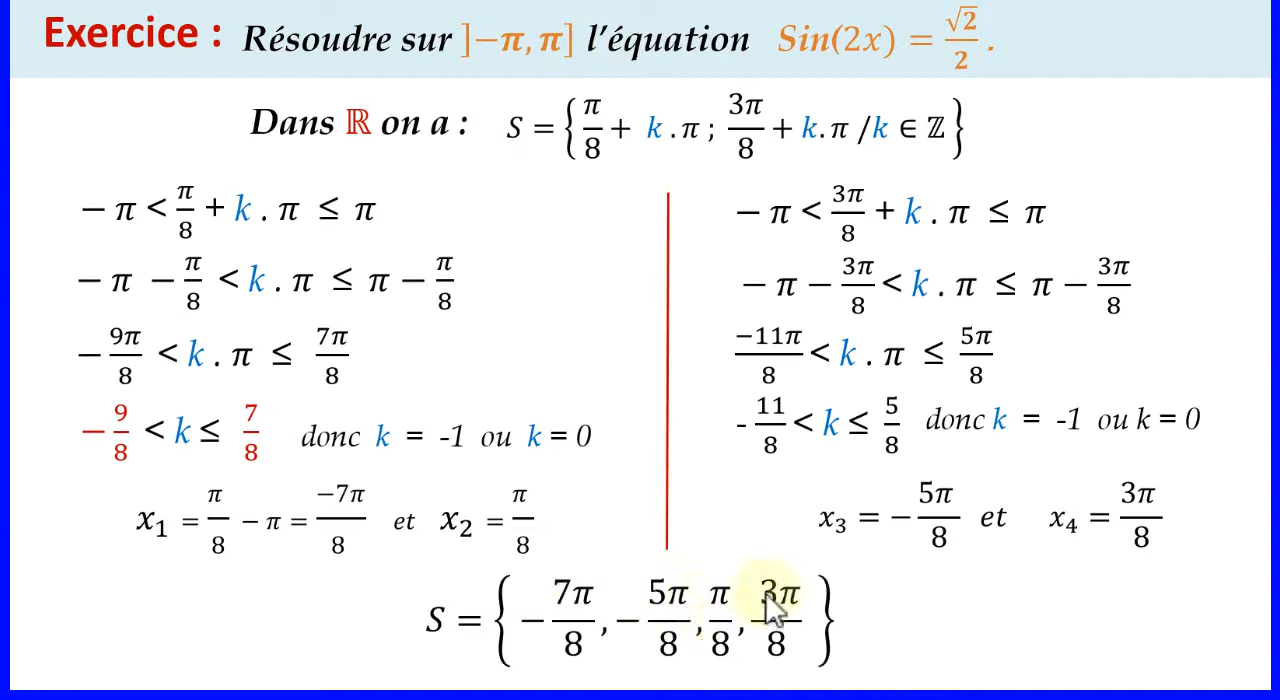 Exercice : Résoudre sur ]−π, π] l'équation Sin(2x) = √2/2 .
Dans ℝ on a : S = {π/8 + k . π ; 3π/8 + k. π /k ∈ ℤ}
− π < π/8 + k . π ≤ π
− π − π/8 < k . π ≤ π − π/8
− 9π/8 < k . π ≤ 7π/8
− 9/8 < k ≤ 7/8 donc k = -1 ou k = 0
x₁ = π/8 − π = −7π/8 et x₂ = π/8
− π < 3π/8 + k . π ≤ π
− π − 3π/8 < k . π ≤ π − 3π/8
−11π/8 < k . π ≤ 5π/8
- 11/8 < k ≤ 5/8 donc k = -1 ou k = 0
x₃ = − 5π/8 et x₄ = 3π/8
S = {− 7π/8 , − 5π/8 , π/8 , 3π/8}